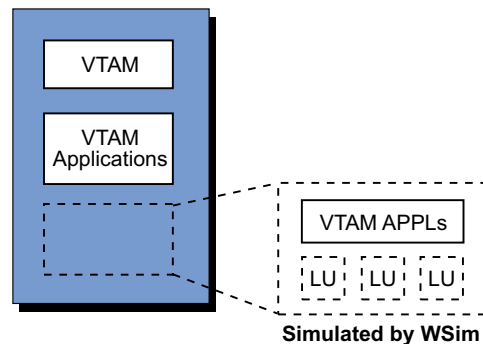 VTAM
VTAM
Applications
VTAM APPLs
LU LU LU
Simulated by WSim